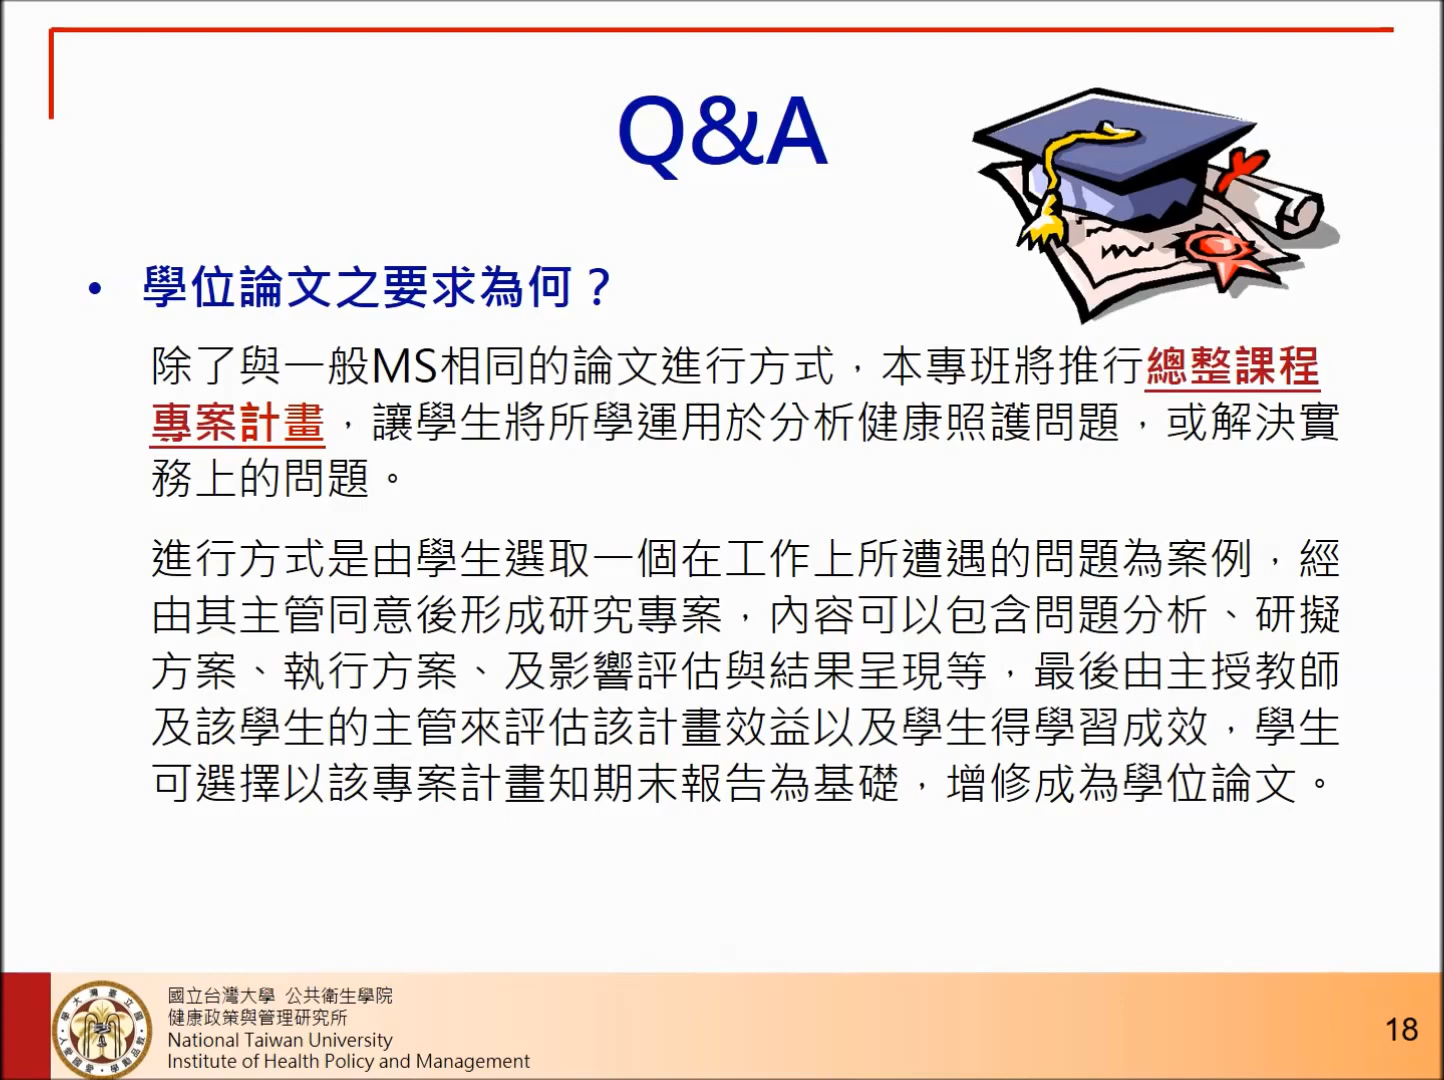 Q&A
• 學位論文之要求為何？
除了與一般MS相同的論文進行方式，本專班將推行總整課程
專案計畫，讓學生將所學運用於分析健康照護問題，或解決實
務上的問題。
進行方式是由學生選取一個在工作上所遭遇的問題為案例，經
由其主管同意後形成研究專案，內容可以包含問題分析、研擬
方案、執行方案、及影響評估與結果呈現等，最後由主授教師
及該學生的主管來評估該計畫效益以及學生得學習成效，學生
可選擇以該專案計畫知期末報告為基礎，增修成為學位論文。
國立台灣大學 公共衛生學院
健康政策與管理研究所
National Taiwan University
Institute of Health Policy and Management
18